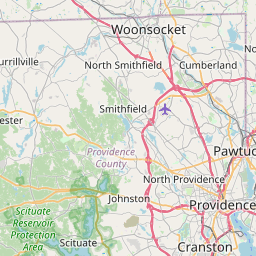 Woonsocket
urrillville
North Smithfield
Cumberland
Smithfield
ester
Pawtuc
Providence
County
North Providence
Johnston
Providence
Scituate
Reservoir
Protection
Area
Scituate
Cranston